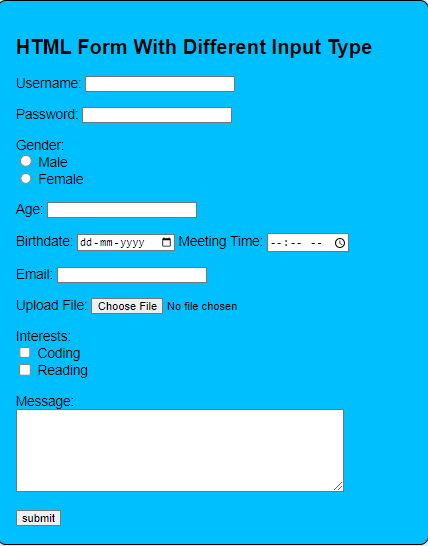 HTML Form With Different Input Type
Username:
Password:
Gender:
Male
Female
Age:
Birthdate: dd-mm-yyyy Meeting Time: --:-- --
Email:
Upload File: Choose File No file chosen
Interests:
Coding
Reading
Message:
submit